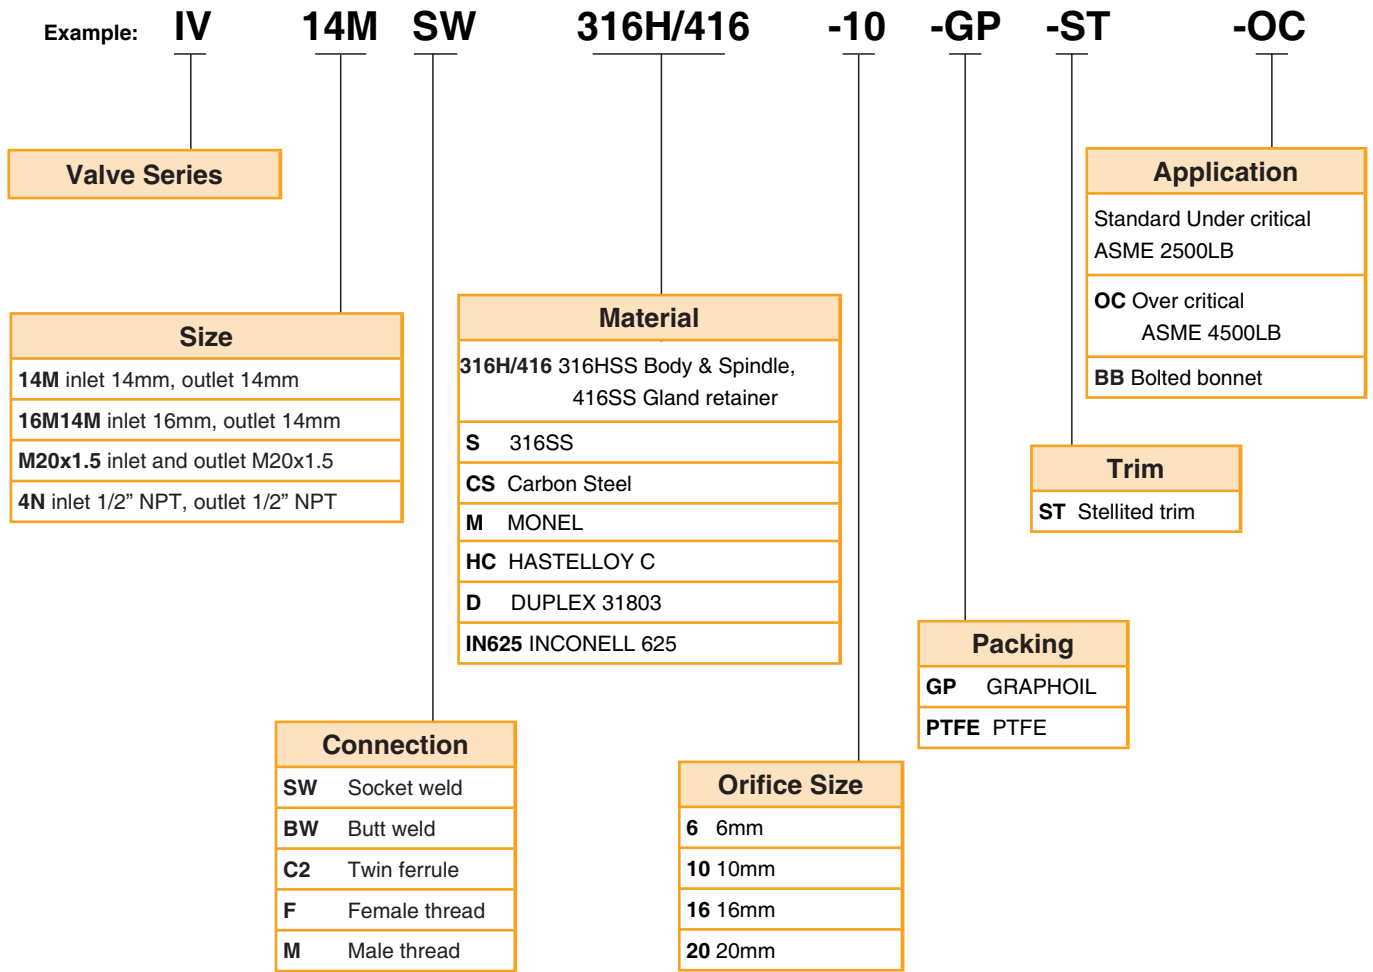 Example: IV 14M SW 316H/416 -10 -GP -ST -OC
Valve Series
Size
14M inlet 14mm, outlet 14mm
16M14M inlet 16mm, outlet 14mm
M20x1.5 inlet and outlet M20x1.5
4N inlet 1/2” NPT, outlet 1/2” NPT
Connection
SW Socket weld
BW Butt weld
C2 Twin ferrule
F Female thread
M Male thread
Material
316H/416 316HSS Body & Spindle,
416SS Gland retainer
S 316SS
CS Carbon Steel
M MONEL
HC HASTELLOY C
D DUPLEX 31803
IN625 INCONELL 625
Orifice Size
6 6mm
10 10mm
16 16mm
20 20mm
Packing
GP GRAPHOIL
PTFE PTFE
Trim
ST Stellited trim
Application
Standard Under critical
ASME 2500LB
OC Over critical
ASME 4500LB
BB Bolted bonnet